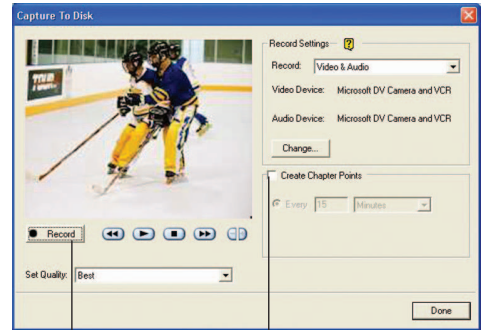 Capture To Disk
Record Settings
Record: Video & Audio
Video Device: Microsoft DV Camera and VCR
Audio Device: Microsoft DV Camera and VCR
Change...
Create Chapter Points
Every 15 Minutes
Record
Set Quality: Best
Done